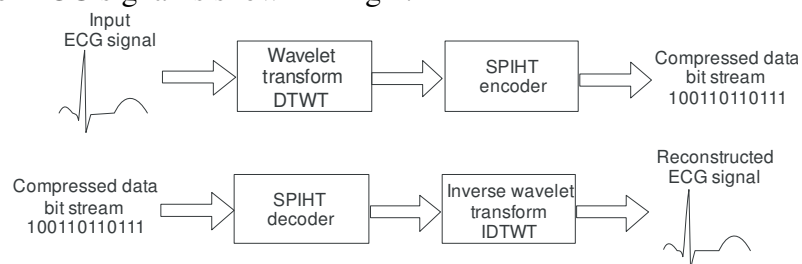 Input
ECG signal
Wavelet
transform
DTWT
SPIHT
encoder
Compressed data
bit stream
100110110111
Compressed data
bit stream
100110110111
SPIHT
decoder
Inverse wavelet
transform
IDTWT
Reconstructed
ECG signal